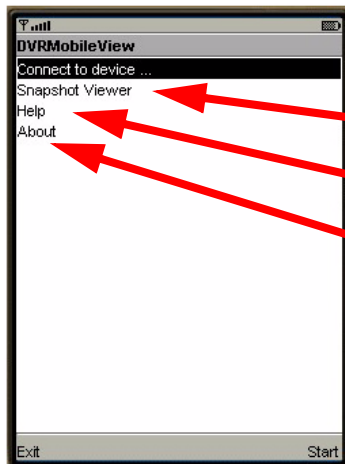 DVRMobileView
Connect to device ...
Snapshot Viewer
Help
About
Exit Start